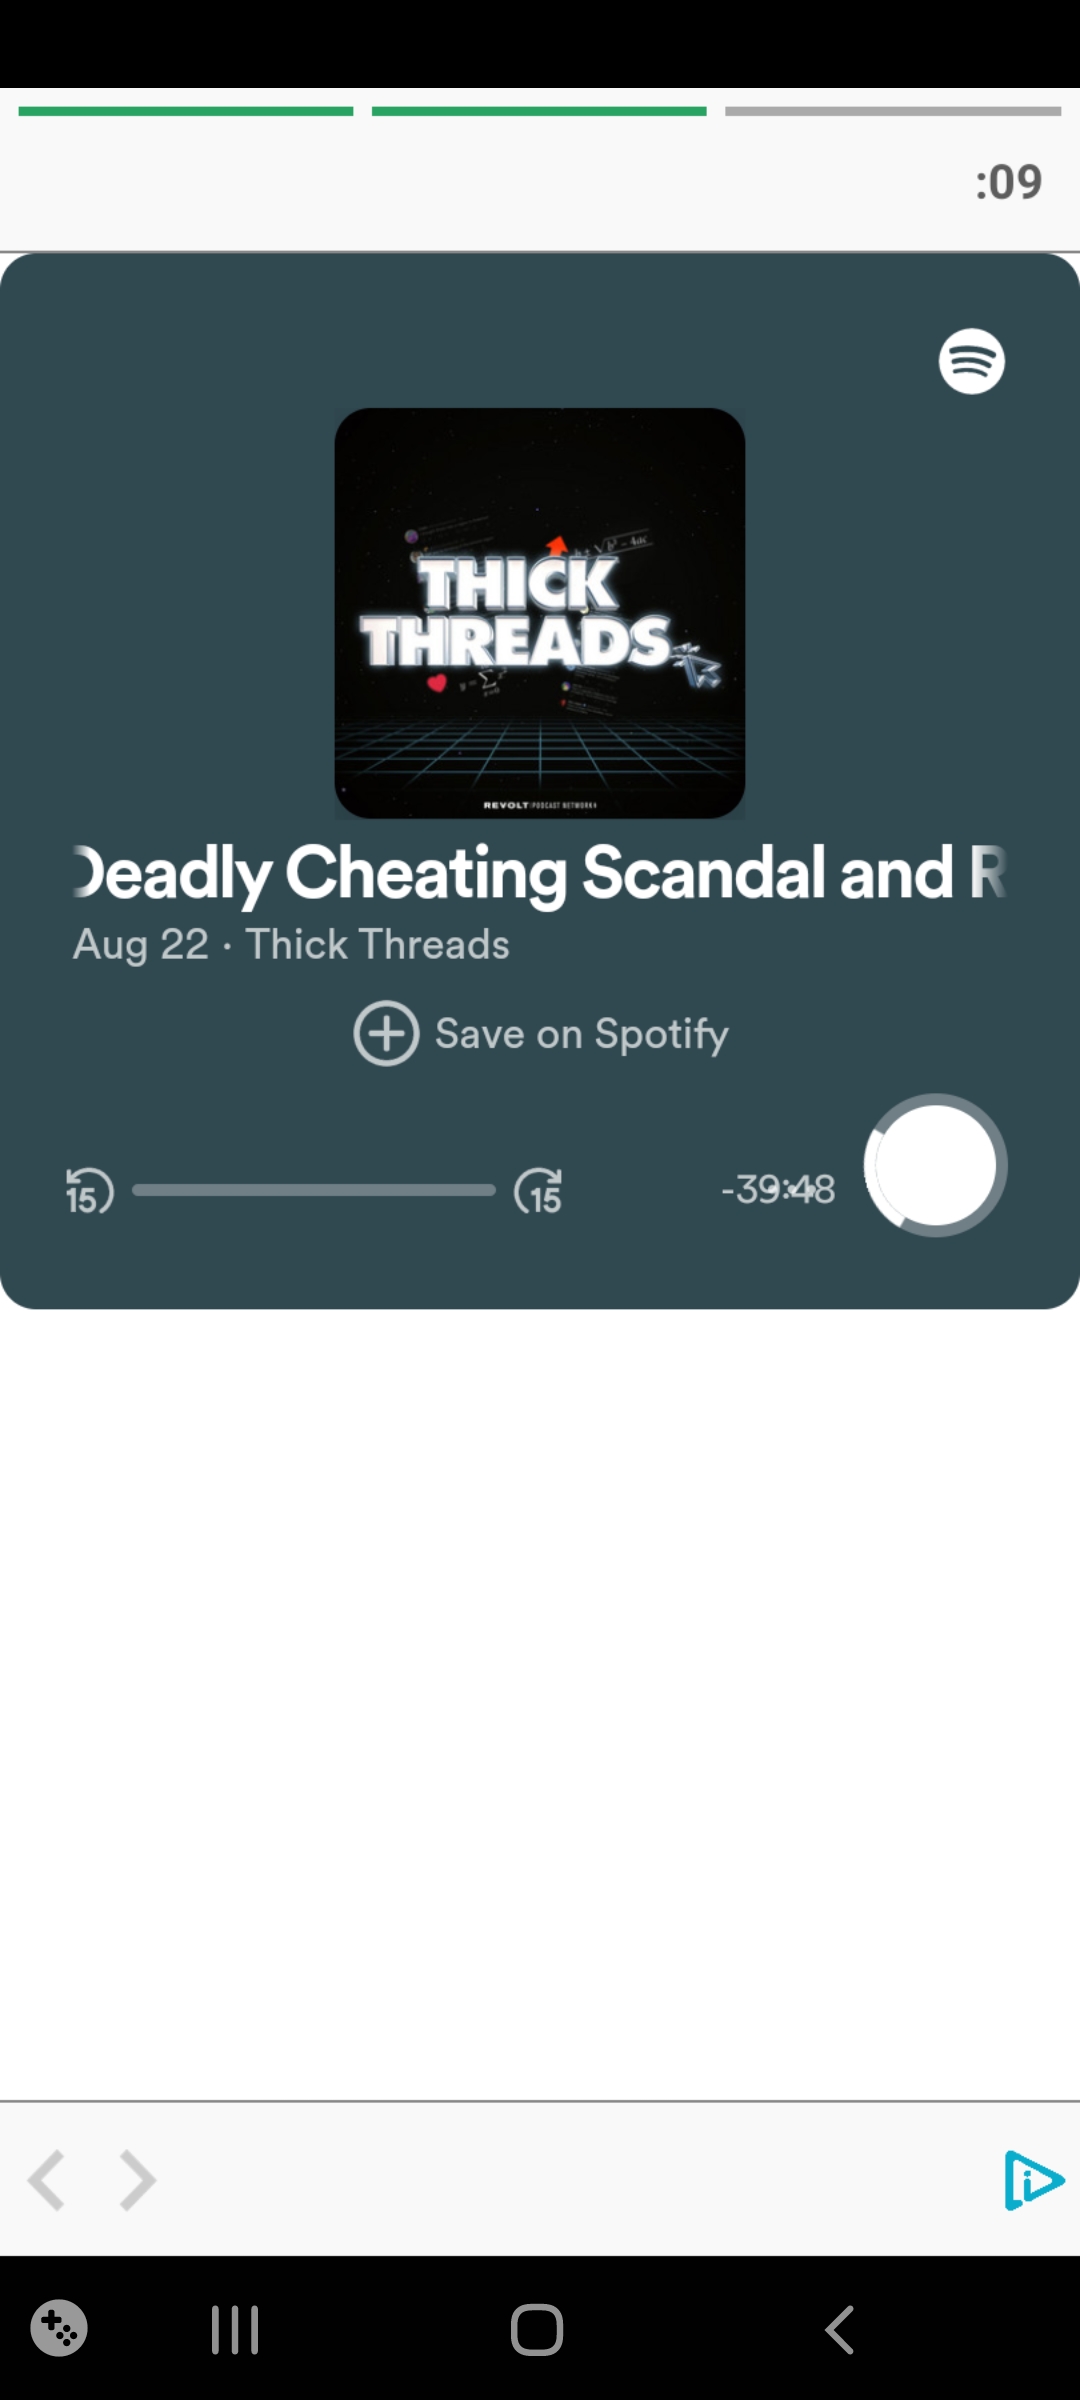 :09
THICK
THREADS
REVOLT PODCAST NETWORK
Deadly Cheating Scandal and R
Aug 22 · Thick Threads
Save on Spotify
15
15
-39:48